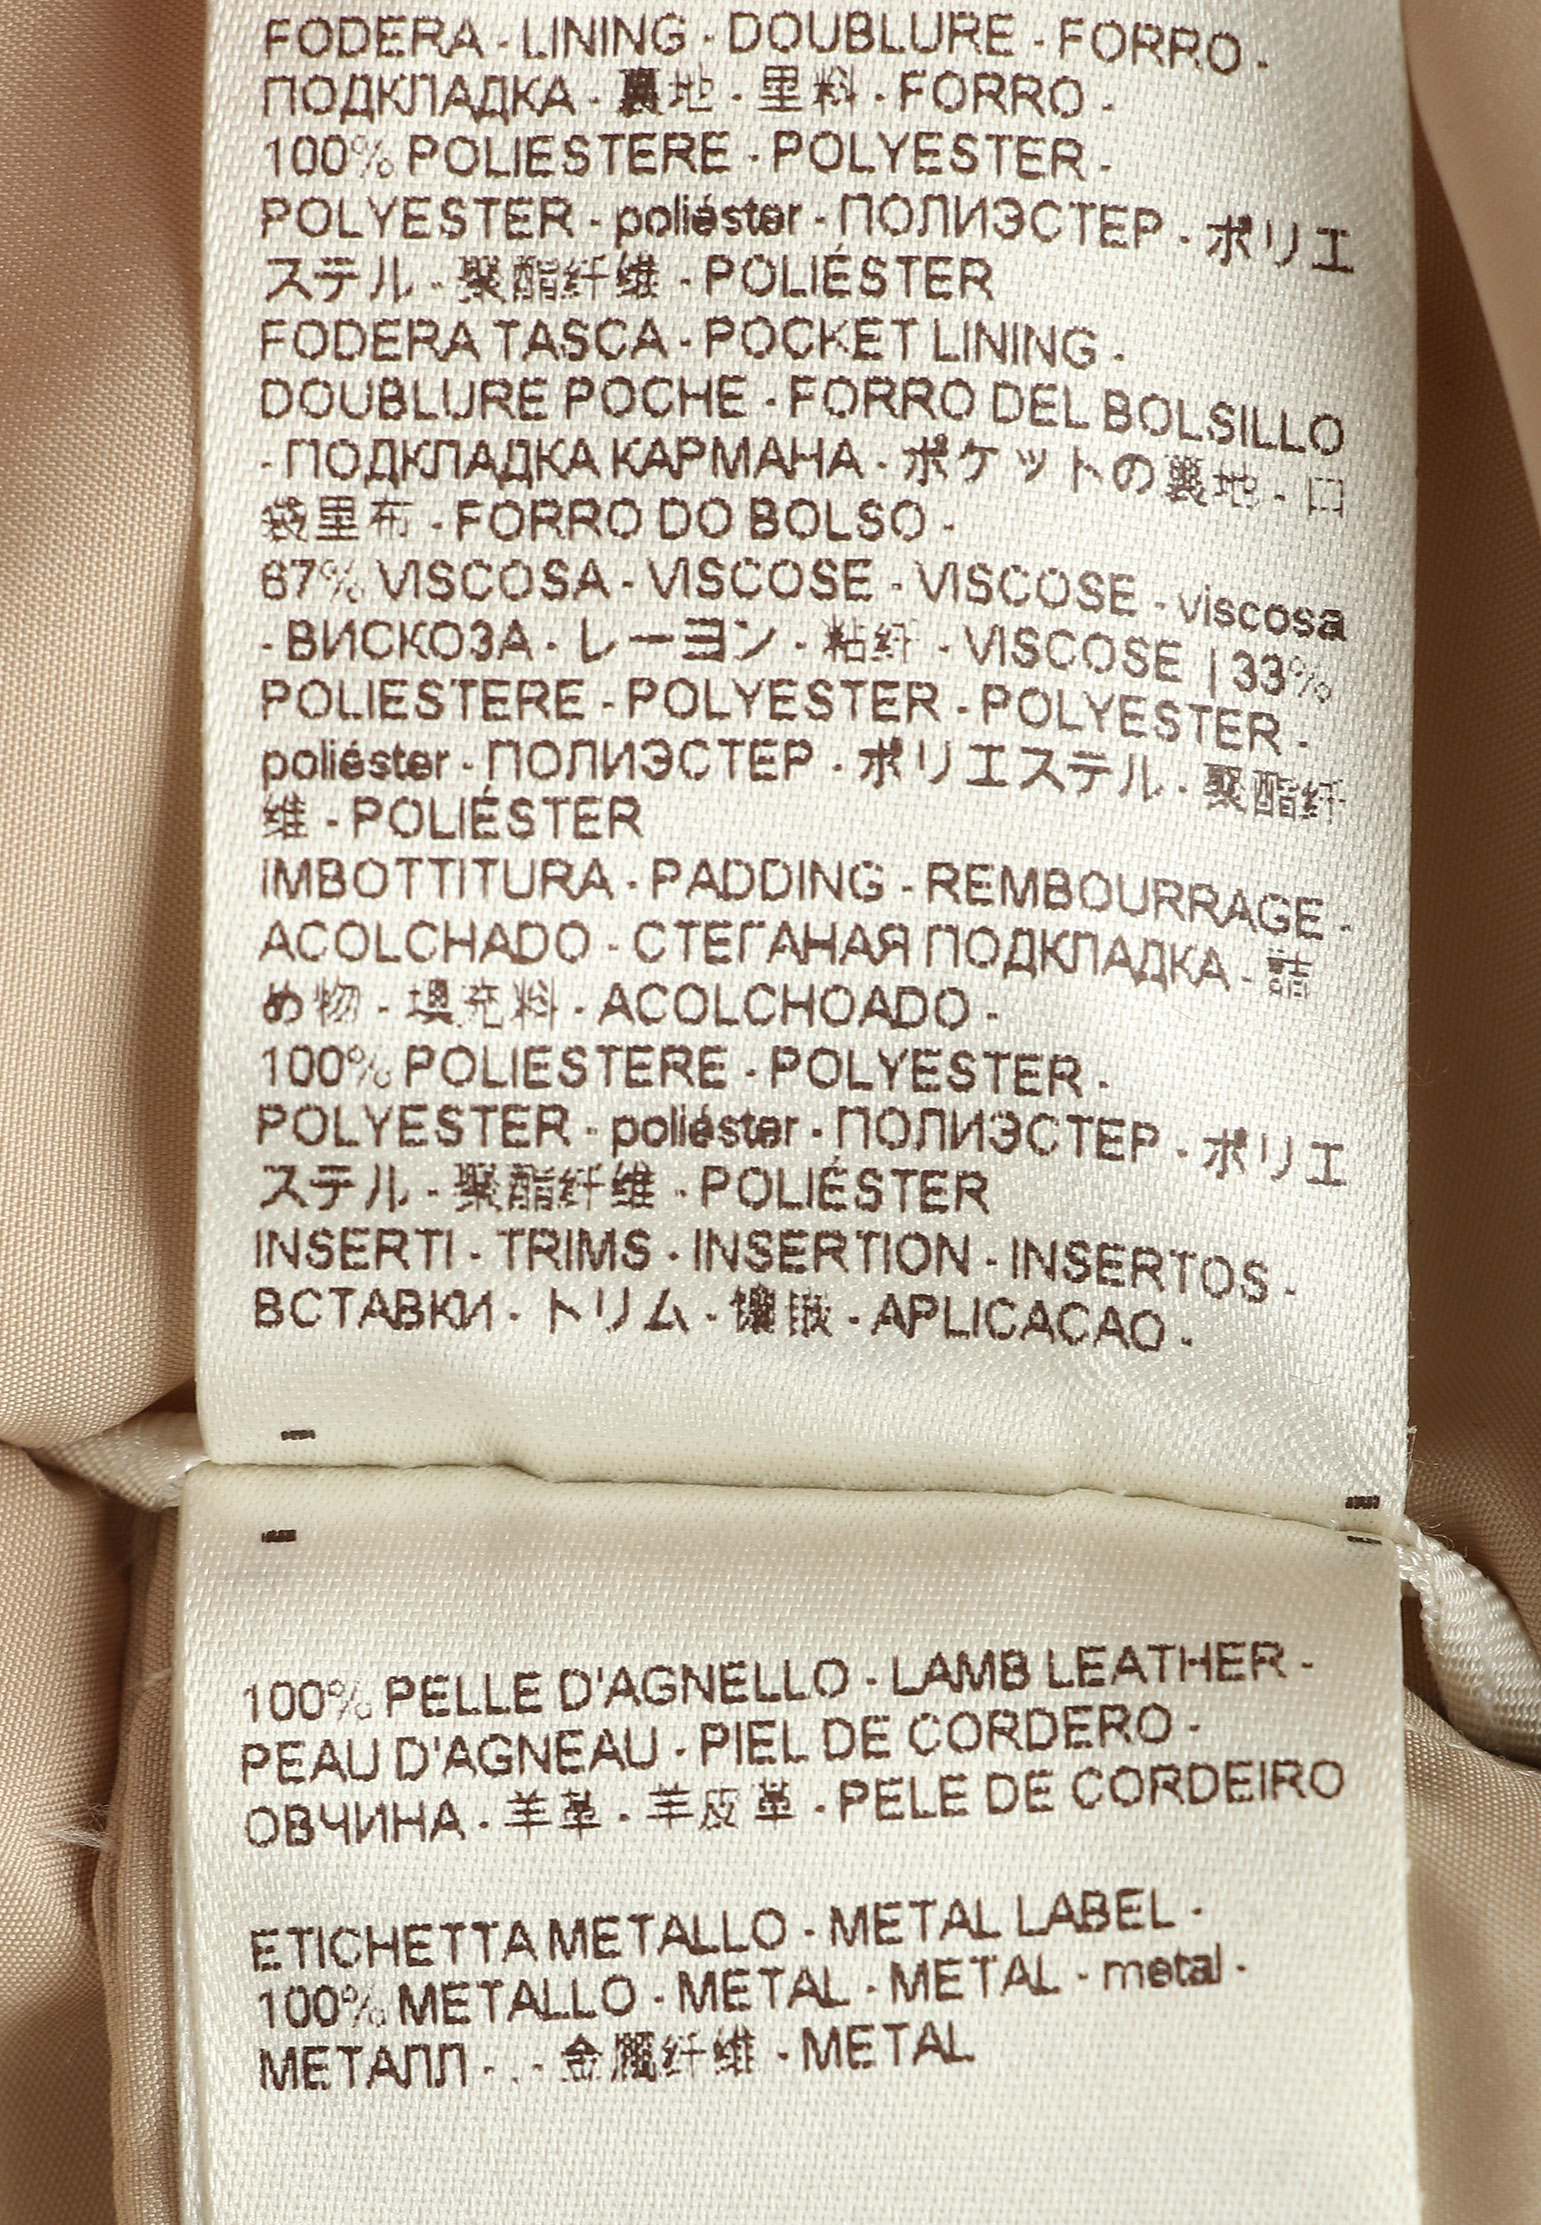 FODERA - LINING - DOUBLURE - FORRO -
ПОДКЛАДКА - 裏地 - 里料 - FORRO -
100% POLIESTERE - POLYESTER -
POLYESTER - poliéster - ПОЛИЭСТЕР - ポリエ
ステル - 聚酯纤维 - POLIÉSTER
FODERA TASCA - POCKET LINING -
DOUBLURE POCHE - FORRO DEL BOLSILLO
- ПОДКЛАДКА КАРМАНА - ポケットの裏地 - 口
袋里布 - FORRO DO BOLSO -
67% VISCOSA - VISCOSE - VISCOSE - viscosa
- ВИСКОЗА - レーヨン - 粘纤 - VISCOSE | 33%
POLIESTERE - POLYESTER - POLYESTER -
poliéster - ПОЛИЭСТЕР - ポリエステル - 聚酯纤
维 - POLIÉSTER
IMBOTTITURA - PADDING - REMBOURRAGE -
ACOLCHADO - СТЕГАНАЯ ПОДКЛАДКА - 詰
め物 - 填充料 - ACOLCHOADO -
100% POLIESTERE - POLYESTER -
POLYESTER - poliéster - ПОЛИЭСТЕР - ポリエ
ステル - 聚酯纤维 - POLIÉSTER
INSERTI - TRIMS - INSERTION - INSERTOS -
ВСТАВКИ - トリム - 镶嵌 - APLICACAO -
100% PELLE D'AGNELLO - LAMB LEATHER -
PEAU D'AGNEAU - PIEL DE CORDERO -
ОВЧИНА - 羊革 - 羊皮革 - PELE DE CORDEIRO
ETICHETTA METALLO - METAL LABEL -
100% METALLO - METAL - METAL - metal -
МЕТАЛЛ - . - 金属纤维 - METAL